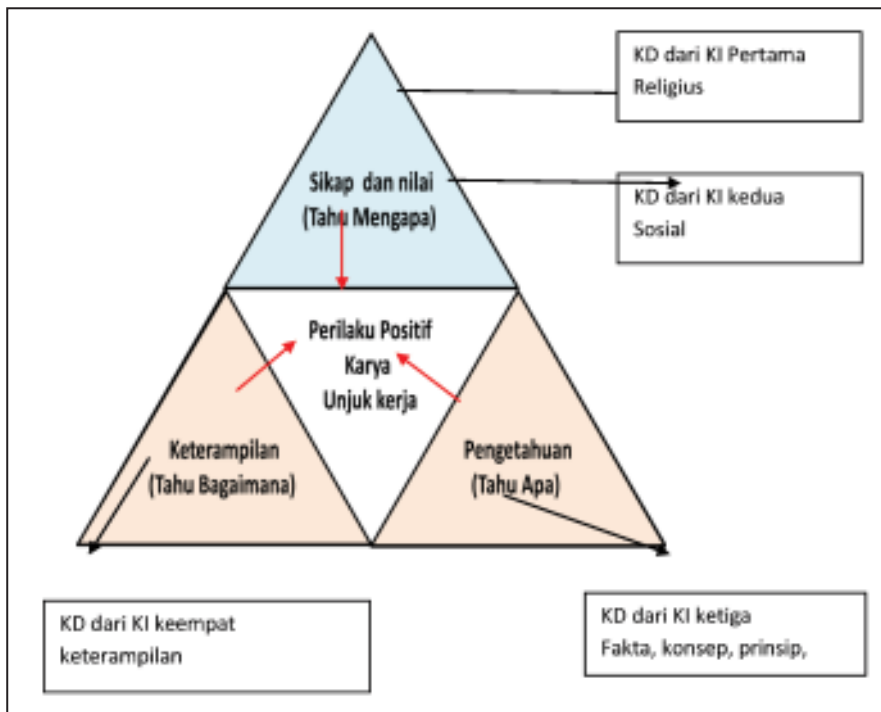 KD dari KI Pertama
Religius
Sikap dan nilai
(Tahu Mengapa)
KD dari KI kedua
Sosial
Perilaku Positif
Karya
Unjuk kerja
Keterampilan
(Tahu Bagaimana)
Pengetahuan
(Tahu Apa)
KD dari KI keempat
keterampilan
KD dari KI ketiga
Fakta, konsep, prinsip,